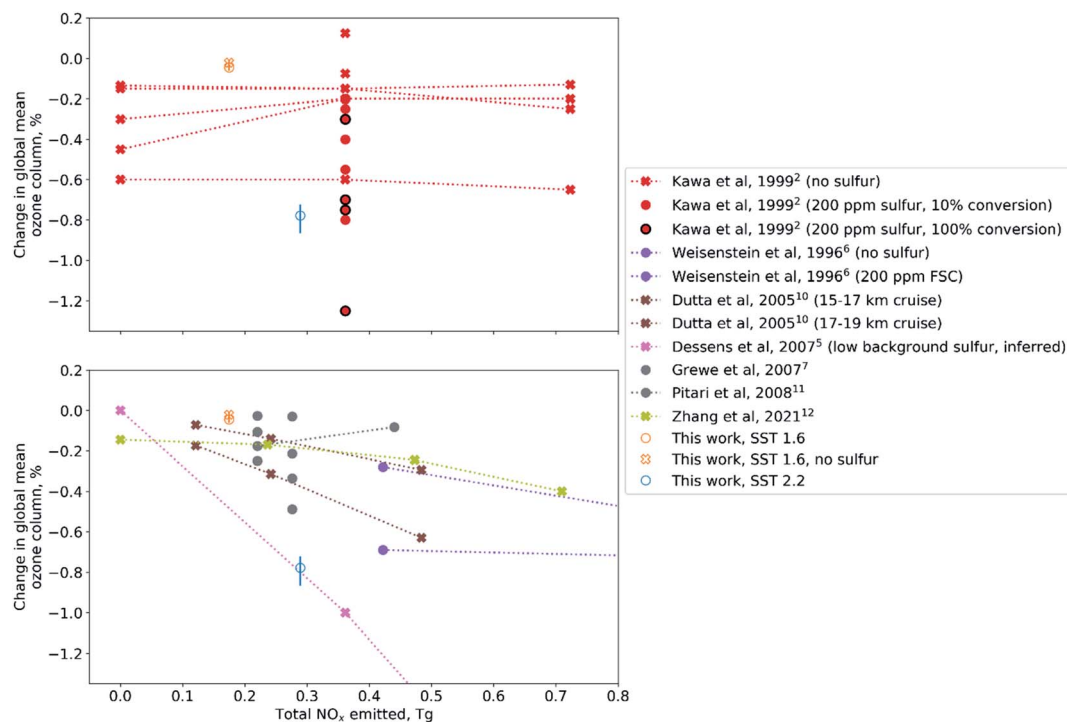 0.2
0.0
−0.2
−0.4
−0.6
−0.8
−1.0
−1.2
Change in global mean
ozone column, %
Kawa et al, 1999² (no sulfur)
Kawa et al, 1999² (200 ppm sulfur, 10% conversion)
Kawa et al, 1999² (200 ppm sulfur, 100% conversion)
Weisenstein et al, 1996⁶ (no sulfur)
Weisenstein et al, 1996⁶ (200 ppm FSC)
Dutta et al, 2005¹⁰ (15-17 km cruise)
Dutta et al, 2005¹⁰ (17-19 km cruise)
Dessens et al, 2007⁵ (low background sulfur, inferred)
Grewe et al, 2007⁷
Pitari et al, 2008¹¹
Zhang et al, 2021¹²
This work, SST 1.6
This work, SST 1.6, no sulfur
This work, SST 2.2
0.2
0.0
−0.2
−0.4
−0.6
−0.8
−1.0
−1.2
Change in global mean
ozone column, %
0.0 0.1 0.2 0.3 0.4 0.5 0.6 0.7 0.8
Total NOₓ emitted, Tg